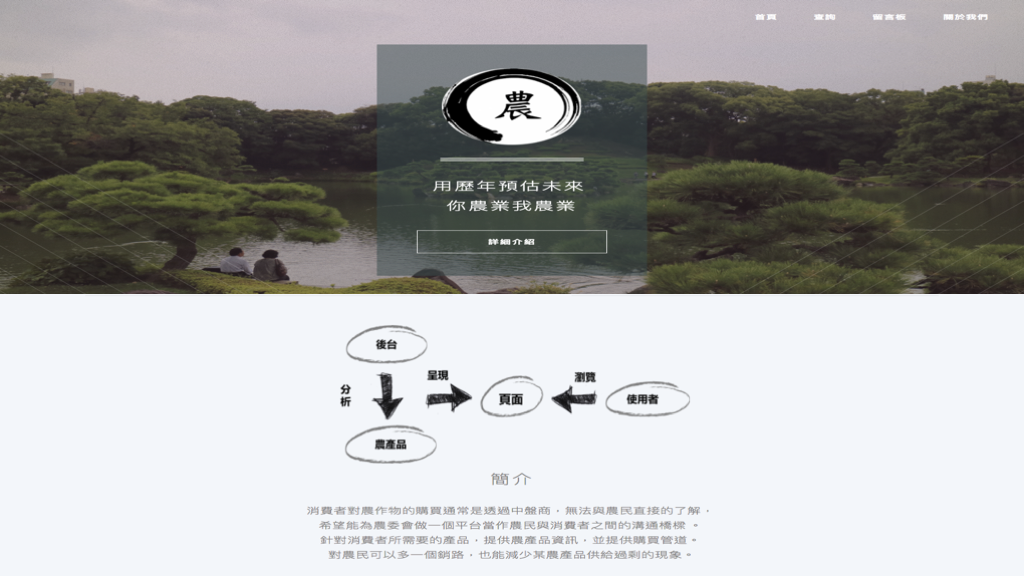 首頁 查詢 留言板 關於我們
農
用歷年預估未來
你農業我農業
詳細介紹
後台
分析
呈現
頁面
瀏覽
使用者
農產品
簡介
消費者對農作物的購買通常是透過中盤商，無法與農民直接的了解，
希望能為農委會做一個平台當作農民與消費者之間的溝通橋樑。
針對消費者所需要的產品，提供農產品資訊，並提供購買管道。
對農民可以多一個銷路，也能減少某農產品供給過剩的現象。